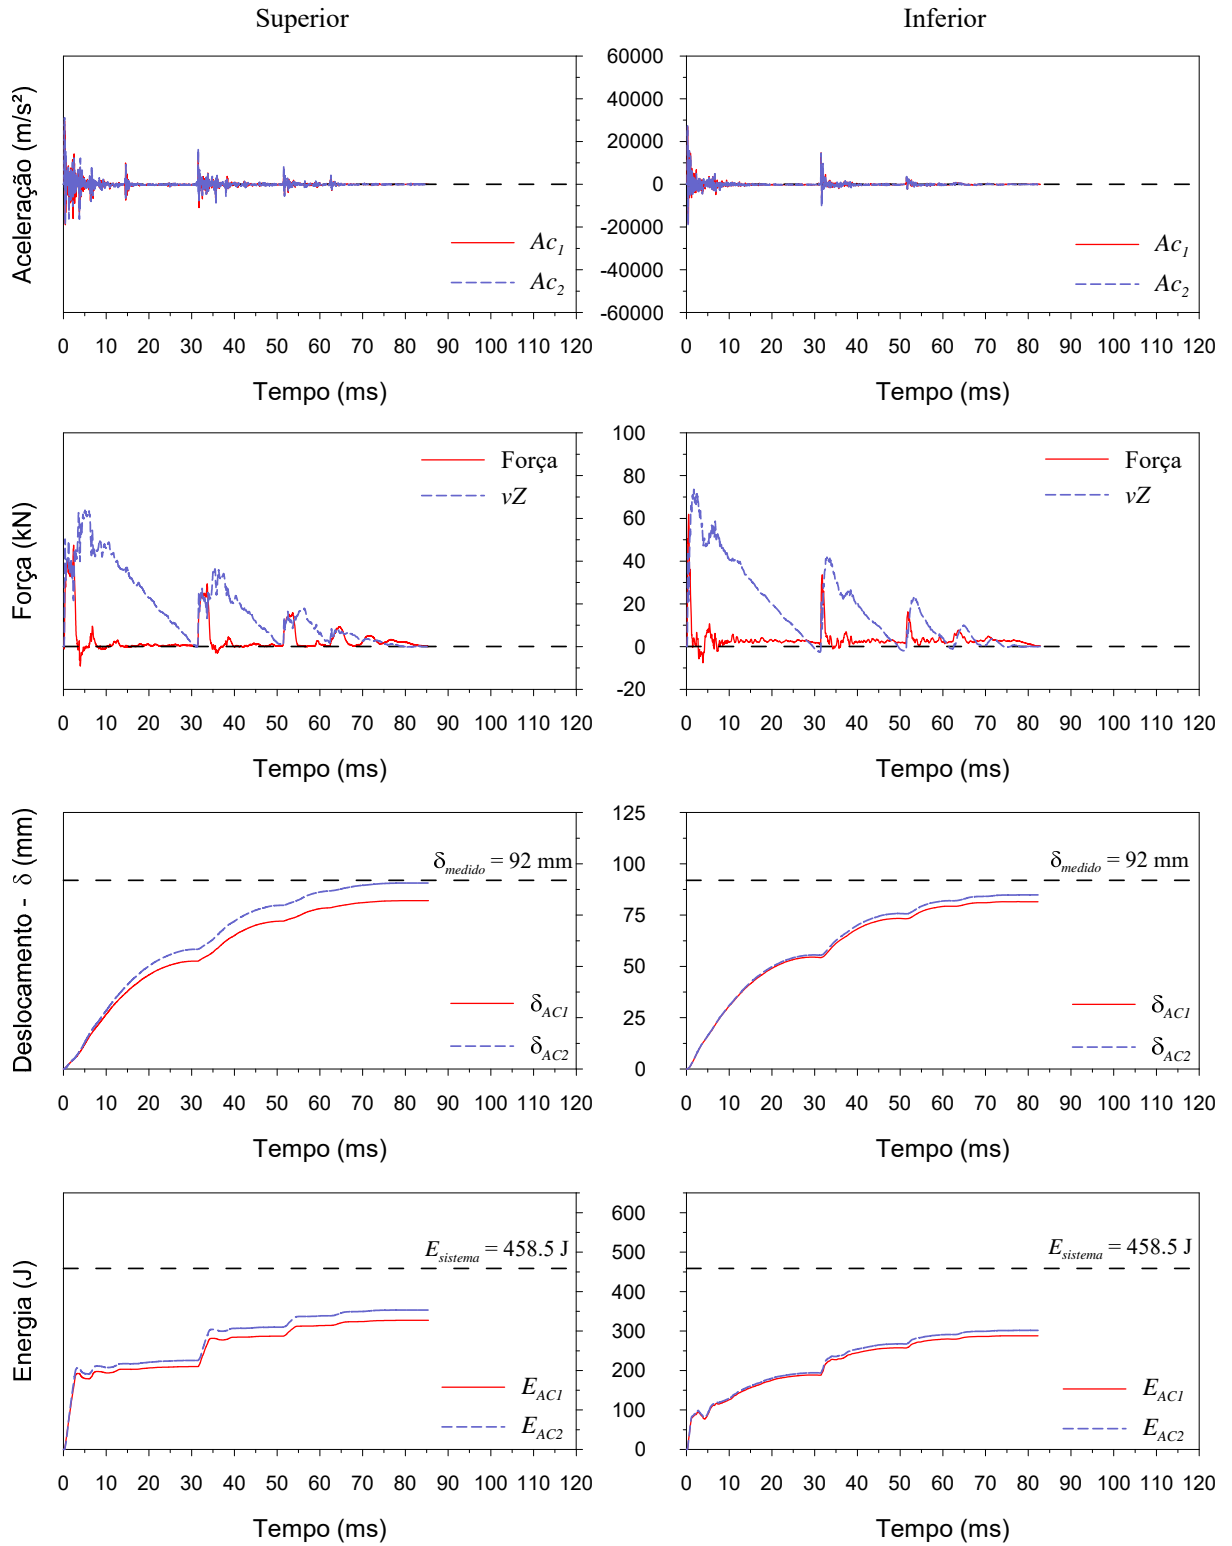 Superior
Inferior
Aceleração (m/s²)
60000
40000
20000
0
-20000
-40000
-60000
Ac1
Ac2
Ac1
Ac2
0 10 20 30 40 50 60 70 80 90 100 110 120
0 10 20 30 40 50 60 70 80 90 100 110 120
Tempo (ms)
Tempo (ms)
Força (kN)
100
80
60
40
20
0
-20
Força
vZ
Força
vZ
0 10 20 30 40 50 60 70 80 90 100 110 120
0 10 20 30 40 50 60 70 80 90 100 110 120
Tempo (ms)
Tempo (ms)
Deslocamento - δ (mm)
125
100
75
50
25
0
δmedido = 92 mm
δmedido = 92 mm
δAC1
δAC2
δAC1
δAC2
0 10 20 30 40 50 60 70 80 90 100 110 120
0 10 20 30 40 50 60 70 80 90 100 110 120
Tempo (ms)
Tempo (ms)
Energia (J)
600
500
400
300
200
100
0
Esistema = 458.5 J
Esistema = 458.5 J
EAC1
EAC2
EAC1
EAC2
0 10 20 30 40 50 60 70 80 90 100 110 120
0 10 20 30 40 50 60 70 80 90 100 110 120
Tempo (ms)
Tempo (ms)